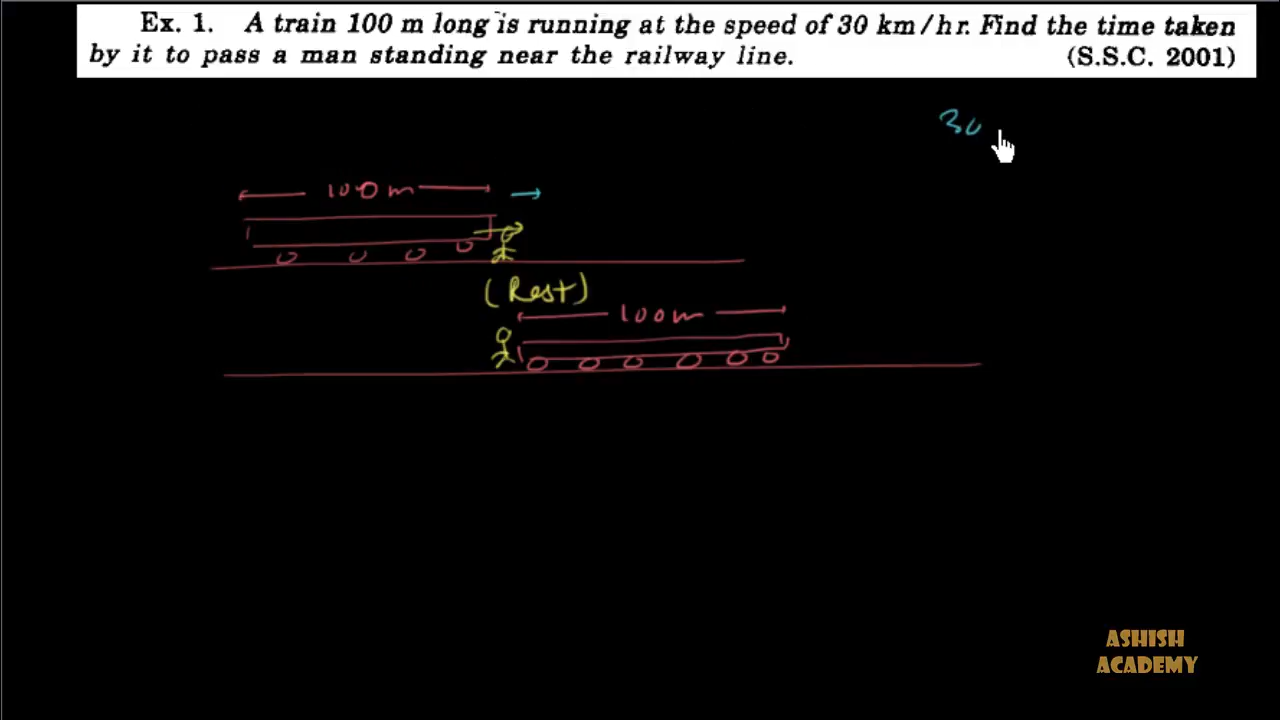 Ex. 1. A train 100 m long is running at the speed of 30 km/hr. Find the time taken
by it to pass a man standing near the railway line. (S.S.C. 2001)
30
100m
(Rest)
100m
ASHISH
ACADEMY